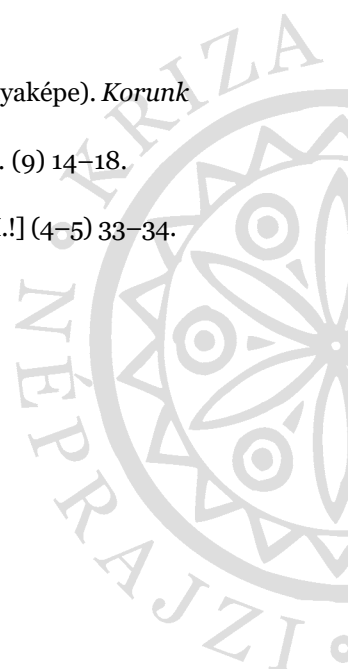 yaképe). Korunk
. (9) 14–18.
.!] (4–5) 33–34.
KRIZA
NÉPRAJZI